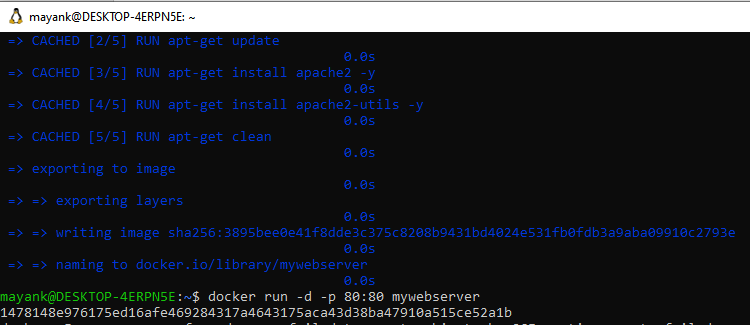 mayank@DESKTOP-4ERPN5E: ~
=> CACHED [2/5] RUN apt-get update
0.0s
=> CACHED [3/5] RUN apt-get install apache2 -y
0.0s
=> CACHED [4/5] RUN apt-get install apache2-utils -y
0.0s
=> CACHED [5/5] RUN apt-get clean
0.0s
=> exporting to image
0.0s
=> => exporting layers
0.0s
=> => writing image sha256:3895bee0e41f8dde3c375c8208b9431bd4024e531fb0fdb3a9aba09910c2793e
0.0s
=> => naming to docker.io/library/mywebserver
0.0s
mayank@DESKTOP-4ERPN5E:~$ docker run -d -p 80:80 mywebserver
1478148e976175ed16afe469284317a4643175aca43d38ba47910a515ce52a1b